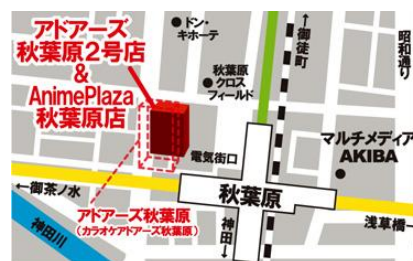 アドアーズ
秋葉原2号店
&
AnimePlaza
秋葉原店
●ドン・
キホーテ
↑御徒町
昭和通り
秋葉原
●クロス
フィールド
電気街口
マルチメディア
AKIBA
●
←御茶ノ水
秋葉原
アドアーズ秋葉原
(カラオケアドアーズ秋葉原)
神田川
神田↓
浅草橋→